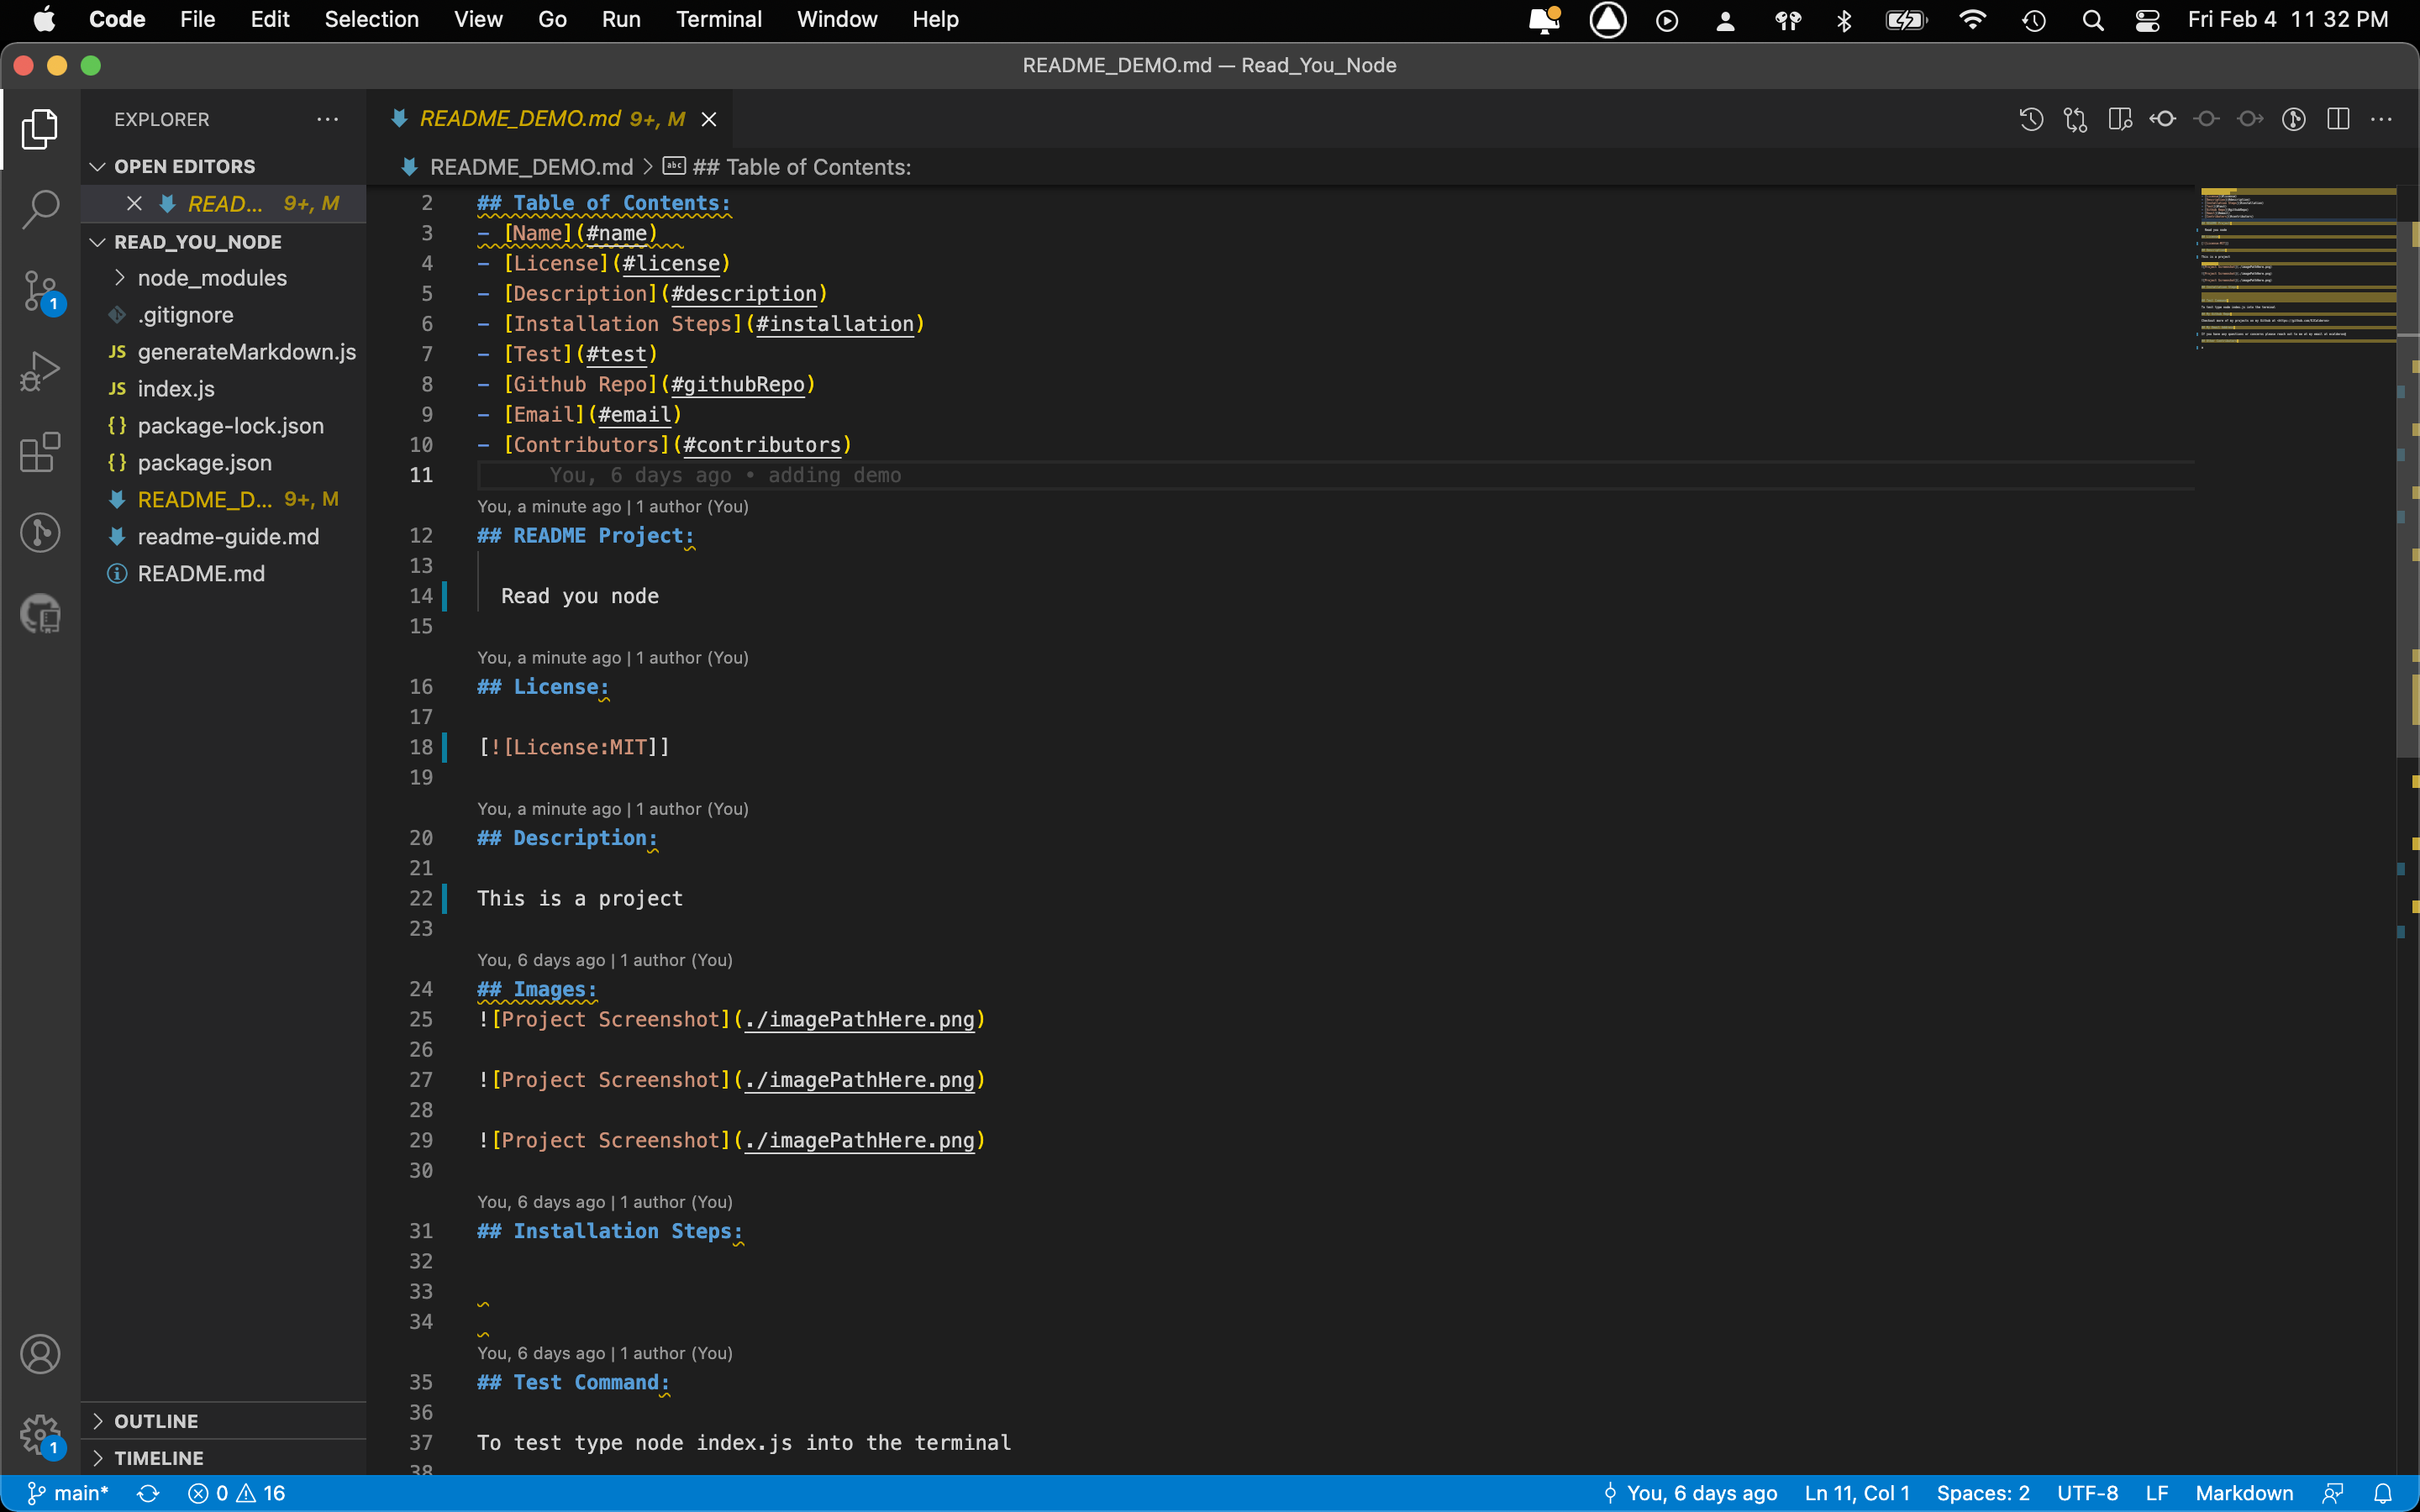 Code File Edit Selection View Go Run Terminal Window Help Fri Feb 4 11 32 PM
README_DEMO.md — Read_You_Node
EXPLORER
README_DEMO.md 9+, M
OPEN EDITORS
README_DEMO.md > ## Table of Contents:
READ... 9+, M
READ_YOU_NODE
node_modules
.gitignore
JS generateMarkdown.js
JS index.js
{} package-lock.json
{} package.json
README_D... 9+, M
readme-guide.md
README.md
OUTLINE
TIMELINE
1
1
2 ## Table of Contents:
3 - [Name](#name)
4 - [License](#license)
5 - [Description](#description)
6 - [Installation Steps](#installation)
7 - [Test](#test)
8 - [Github Repo](#githubRepo)
9 - [Email](#email)
10 - [Contributors](#contributors)
11 You, 6 days ago • adding demo
You, a minute ago | 1 author (You)
12 ## README Project:
13
14 Read you node
15
You, a minute ago | 1 author (You)
16 ## License:
17
18 [![License:MIT]]
19
You, a minute ago | 1 author (You)
20 ## Description:
21
22 This is a project
23
You, 6 days ago | 1 author (You)
24 ## Images:
25 ![Project Screenshot](./imagePathHere.png)
26
27 ![Project Screenshot](./imagePathHere.png)
28
29 ![Project Screenshot](./imagePathHere.png)
30
You, 6 days ago | 1 author (You)
31 ## Installation Steps:
32
33
34
You, 6 days ago | 1 author (You)
35 ## Test Command:
36
37 To test type node index.js into the terminal
38
main* 0 16 You, 6 days ago Ln 11, Col 1 Spaces: 2 UTF-8 LF Markdown